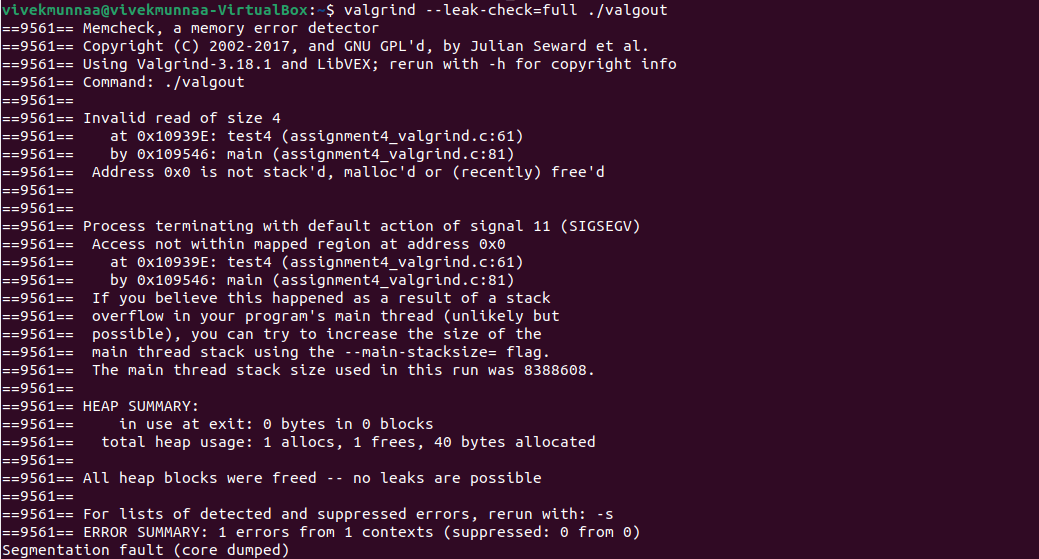 vivekmunnaa@vivekmunnaa-VirtualBox:~$ valgrind --leak-check=full ./valgout
==9561== Memcheck, a memory error detector
==9561== Copyright (C) 2002-2017, and GNU GPL'd, by Julian Seward et al.
==9561== Using Valgrind-3.18.1 and LibVEX; rerun with -h for copyright info
==9561== Command: ./valgout
==9561==
==9561== Invalid read of size 4
==9561==    at 0x10939E: test4 (assignment4_valgrind.c:61)
==9561==    by 0x109546: main (assignment4_valgrind.c:81)
==9561==  Address 0x0 is not stack'd, malloc'd or (recently) free'd
==9561==
==9561==
==9561== Process terminating with default action of signal 11 (SIGSEGV)
==9561==  Access not within mapped region at address 0x0
==9561==    at 0x10939E: test4 (assignment4_valgrind.c:61)
==9561==    by 0x109546: main (assignment4_valgrind.c:81)
==9561==  If you believe this happened as a result of a stack
==9561==  overflow in your program's main thread (unlikely but
==9561==  possible), you can try to increase the size of the
==9561==  main thread stack using the --main-stacksize= flag.
==9561==  The main thread stack size used in this run was 8388608.
==9561==
==9561== HEAP SUMMARY:
==9561==     in use at exit: 0 bytes in 0 blocks
==9561==   total heap usage: 1 allocs, 1 frees, 40 bytes allocated
==9561==
==9561== All heap blocks were freed -- no leaks are possible
==9561==
==9561== For lists of detected and suppressed errors, rerun with: -s
==9561== ERROR SUMMARY: 1 errors from 1 contexts (suppressed: 0 from 0)
Segmentation fault (core dumped)